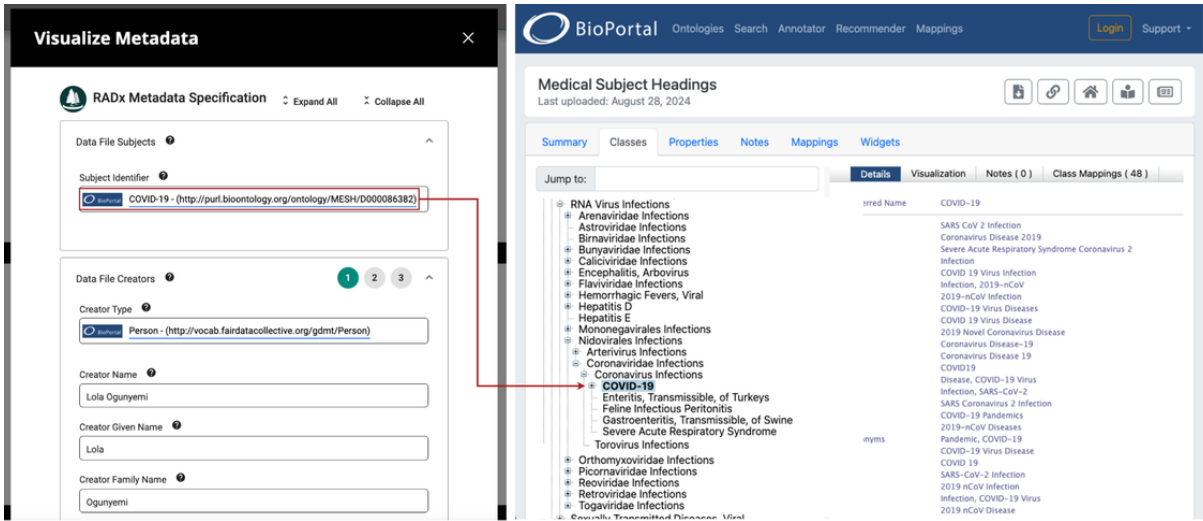 Visualize Metadata
RADx Metadata Specification
Expand All
Collapse All
Data File Subjects
Subject Identifier
BioPortal COVID-19 - (http://purl.bioontology.org/ontology/MESH/D000086382)
Data File Creators
1 2 3
Creator Type
BioPortal Person - (http://vocab.fairdatacollective.org/gdmt/Person)
Creator Name
Lola Ogunyemi
Creator Given Name
Lola
Creator Family Name
Ogunyemi
BioPortal Ontologies Search Annotator Recommender Mappings Login Support
Medical Subject Headings
Last uploaded: August 28, 2024
Summary Classes Properties Notes Mappings Widgets
Jump to:
RNA Virus Infections
Arenaviridae Infections
Astroviridae Infections
Birnaviridae Infections
Bunyaviridae Infections
Caliciviridae Infections
Encephalitis, Arbovirus
Flaviviridae Infections
Hemorrhagic Fevers, Viral
Hepatitis D
Hepatitis E
Mononegavirales Infections
Nidovirales Infections
Arterivirus Infections
Coronaviridae Infections
Coronavirus Infections
COVID-19
Enteritis, Transmissible, of Turkeys
Feline Infectious Peritonitis
Gastroenteritis, Transmissible, of Swine
Severe Acute Respiratory Syndrome
Torovirus Infections
Orthomyxoviridae Infections
Picornaviridae Infections
Reoviridae Infections
Retroviridae Infections
Togaviridae Infections
Sexually Transmitted Diseases, Viral
Details Visualization Notes ( 0 ) Class Mappings ( 48 )
erred Name COVID-19
SARS CoV 2 Infection
Coronavirus Disease 2019
Severe Acute Respiratory Syndrome Coronavirus 2
Infection
COVID 19 Virus Infection
Infection, 2019-nCoV
2019-nCoV Infection
COVID-19 Virus Diseases
COVID 19 Virus Disease
2019 Novel Coronavirus Disease
Coronavirus Disease-19
Coronavirus Disease 19
COVID19
Disease, COVID-19 Virus
Infection, SARS-CoV-2
SARS Coronavirus 2 Infection
COVID-19 Pandemics
2019-nCoV Diseases
onyms Pandemic, COVID-19
COVID-19 Virus Disease
COVID 19
SARS-CoV-2 Infection
2019 nCoV Infection
Infection, COVID-19 Virus
2019 nCoV Disease